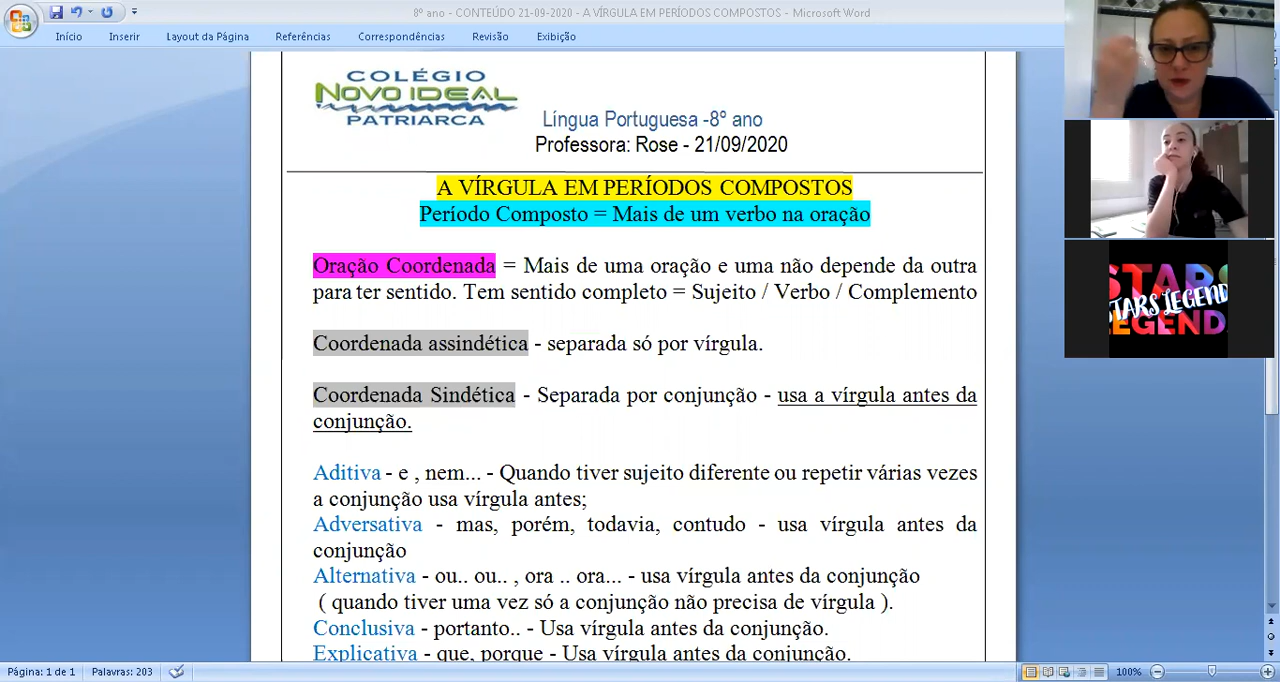 8º ano - CONTEÚDO 21-09-2020 - A VÍRGULA EM PERÍODOS COMPOSTOS - Microsoft Word
Início Inserir Layout da Página Referências Correspondências Revisão Exibição
COLÉGIO
NOVO IDEAL
PATRIARCA
Língua Portuguesa -8º ano
Professora: Rose - 21/09/2020
A VÍRGULA EM PERÍODOS COMPOSTOS
Período Composto = Mais de um verbo na oração
Oração Coordenada = Mais de uma oração e uma não depende da outra
para ter sentido. Tem sentido completo = Sujeito / Verbo / Complemento
Coordenada assindética - separada só por vírgula.
Coordenada Sindética - Separada por conjunção - usa a vírgula antes da
conjunção.
Aditiva - e , nem... - Quando tiver sujeito diferente ou repetir várias vezes
a conjunção usa vírgula antes;
Adversativa - mas, porém, todavia, contudo - usa vírgula antes da
conjunção
Alternativa - ou.. ou.. , ora .. ora... - usa vírgula antes da conjunção
( quando tiver uma vez só a conjunção não precisa de vírgula ).
Conclusiva - portanto.. - Usa vírgula antes da conjunção.
Explicativa - que, porque - Usa vírgula antes da conjunção.
STARS
STARS LEGEND
LEGEND
Página: 1 de 1 Palavras: 203 100%